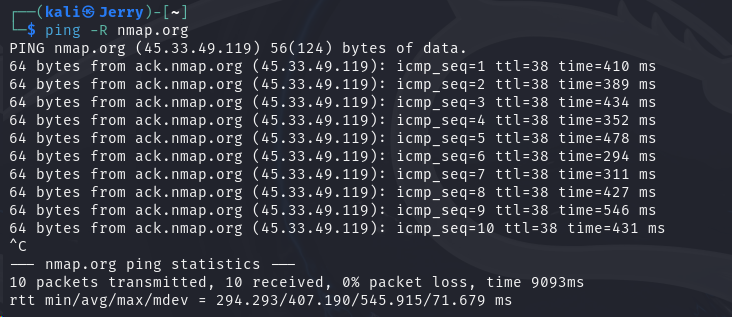 ┌──(kali㉿Jerry)-[~]
└─$ ping -R nmap.org
PING nmap.org (45.33.49.119) 56(124) bytes of data.
64 bytes from ack.nmap.org (45.33.49.119): icmp_seq=1 ttl=38 time=410 ms
64 bytes from ack.nmap.org (45.33.49.119): icmp_seq=2 ttl=38 time=389 ms
64 bytes from ack.nmap.org (45.33.49.119): icmp_seq=3 ttl=38 time=434 ms
64 bytes from ack.nmap.org (45.33.49.119): icmp_seq=4 ttl=38 time=352 ms
64 bytes from ack.nmap.org (45.33.49.119): icmp_seq=5 ttl=38 time=478 ms
64 bytes from ack.nmap.org (45.33.49.119): icmp_seq=6 ttl=38 time=294 ms
64 bytes from ack.nmap.org (45.33.49.119): icmp_seq=7 ttl=38 time=311 ms
64 bytes from ack.nmap.org (45.33.49.119): icmp_seq=8 ttl=38 time=427 ms
64 bytes from ack.nmap.org (45.33.49.119): icmp_seq=9 ttl=38 time=546 ms
64 bytes from ack.nmap.org (45.33.49.119): icmp_seq=10 ttl=38 time=431 ms
^C
--- nmap.org ping statistics ---
10 packets transmitted, 10 received, 0% packet loss, time 9093ms
rtt min/avg/max/mdev = 294.293/407.190/545.915/71.679 ms